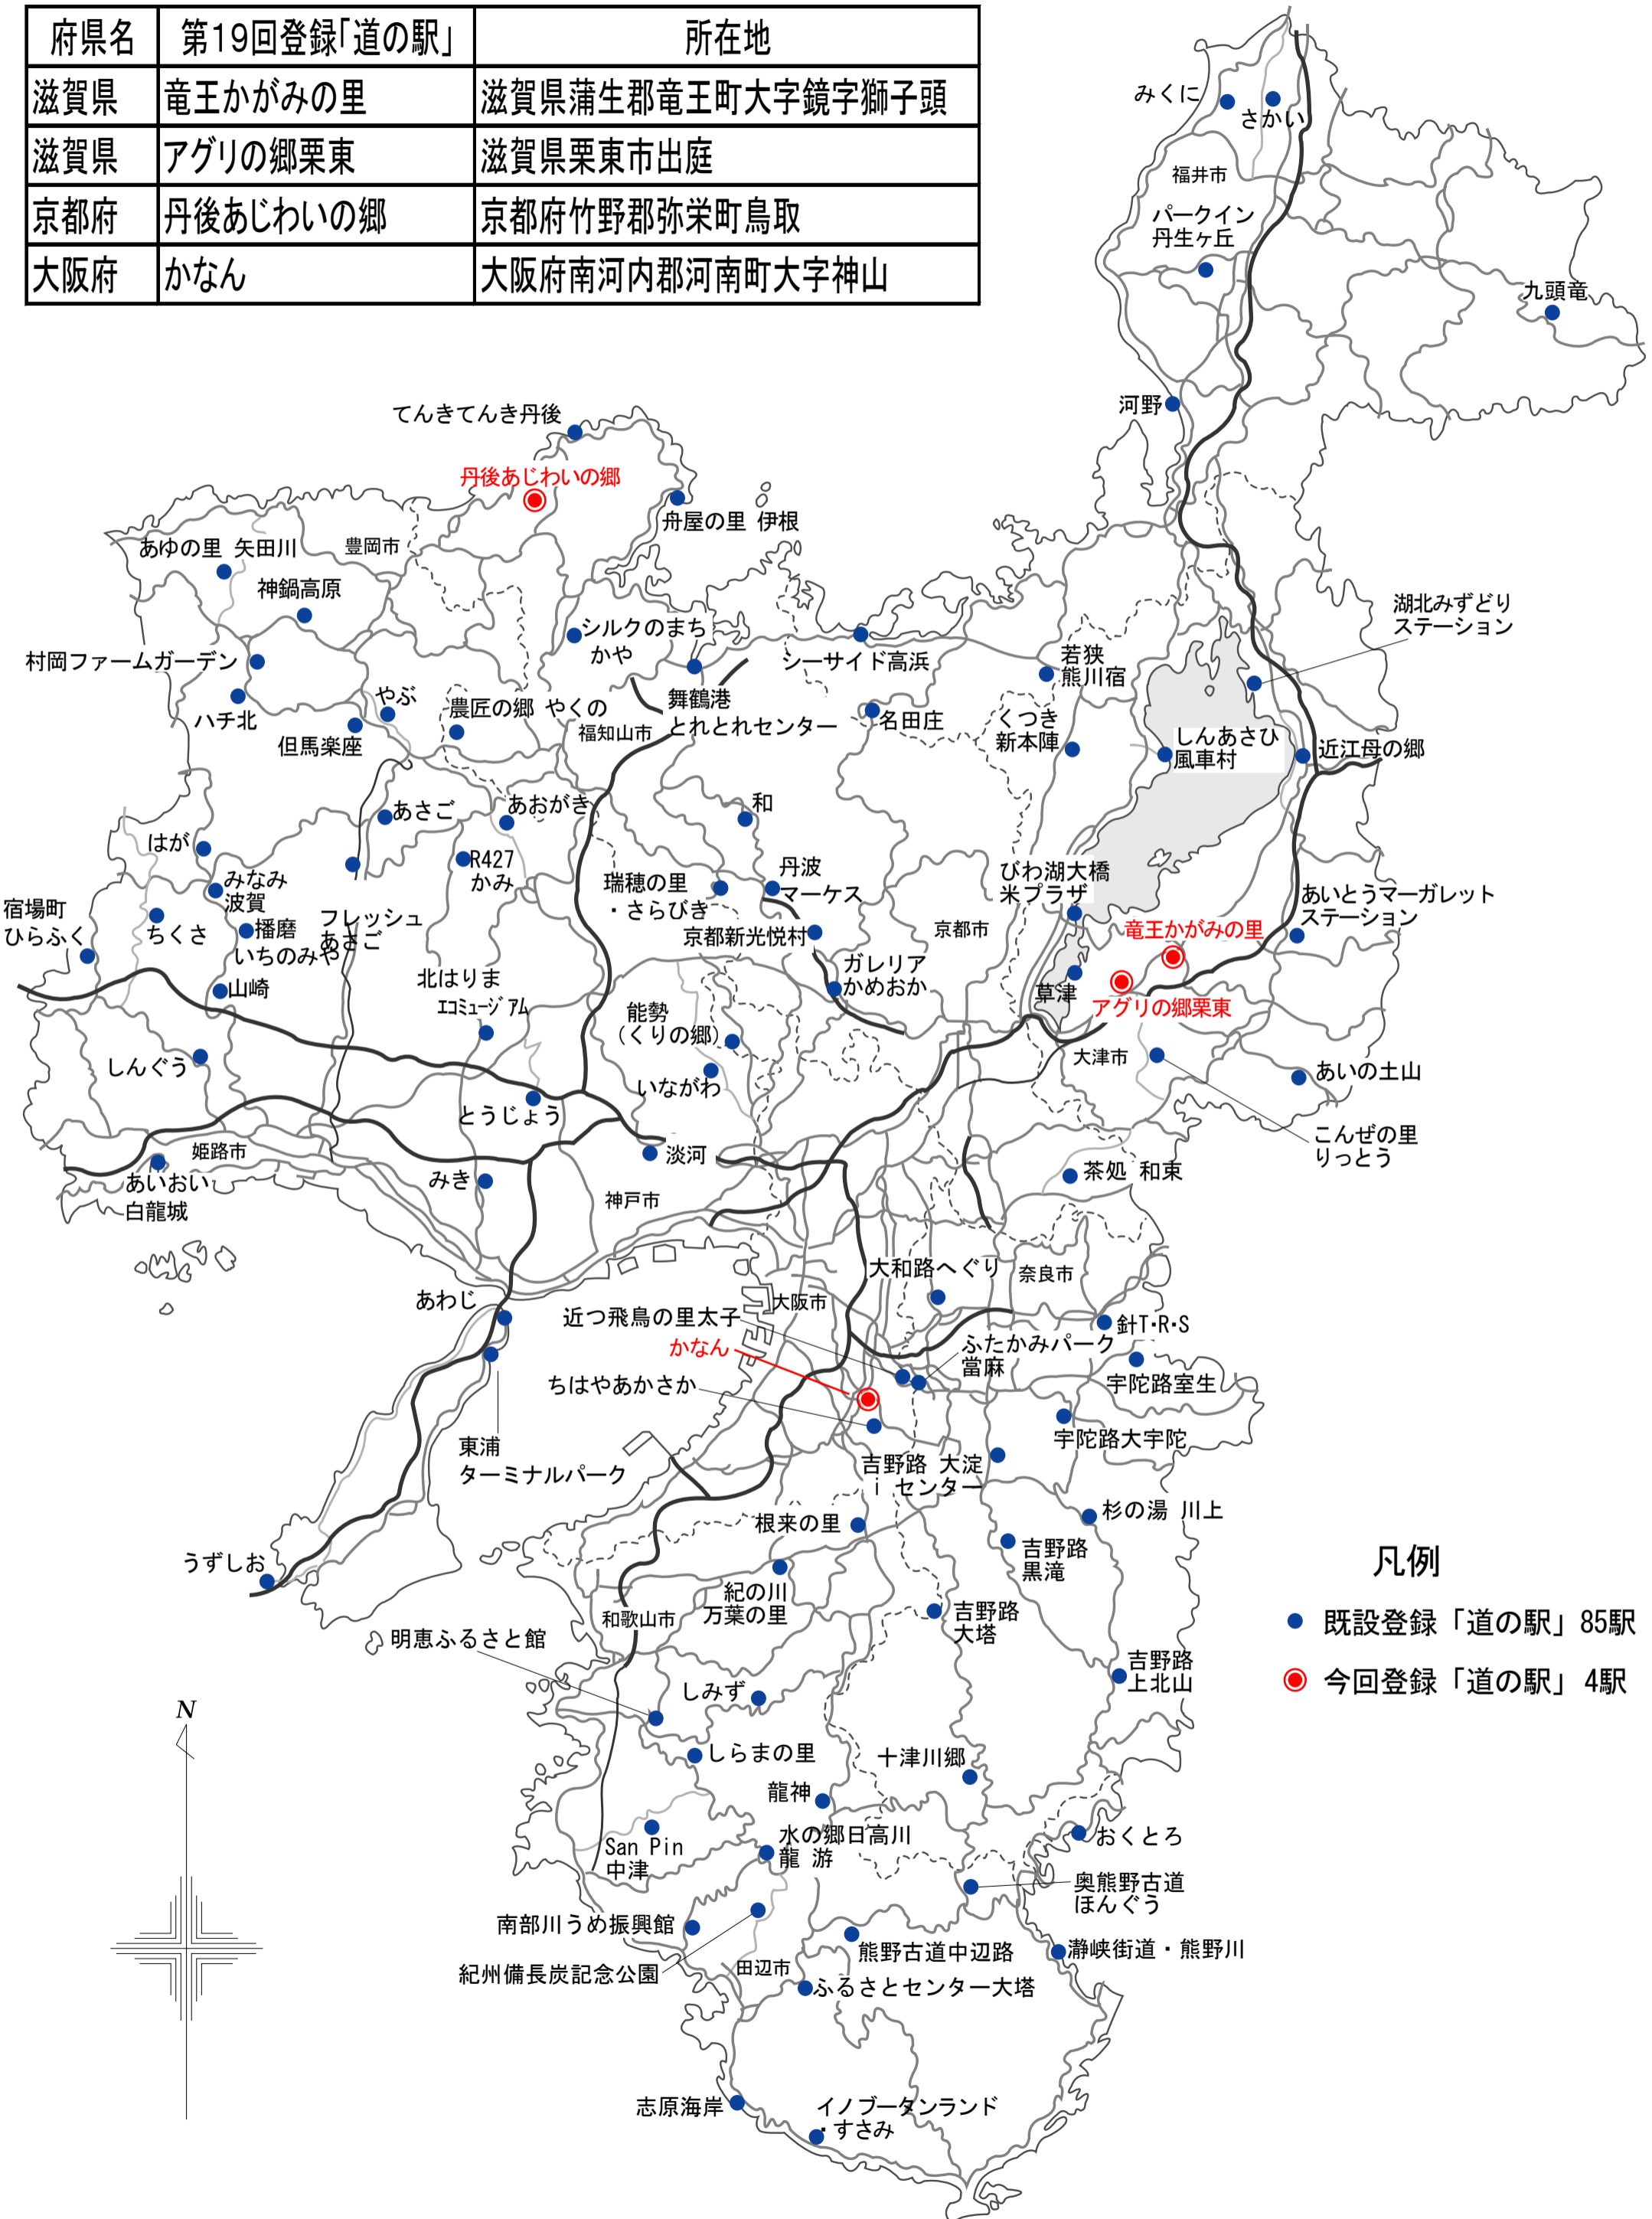 府県名 第19回登録「道の駅」 所在地
滋賀県 竜王かがみの里 滋賀県蒲生郡竜王町大字鏡字獅子頭
滋賀県 アグリの郷栗東 滋賀県栗東市出庭
京都府 丹後あじわいの郷 京都府竹野郡弥栄町鳥取
大阪府 かなん 大阪府南河内郡河南町大字神山
みくに
さかい
福井市
パークイン
丹生ヶ丘
九頭竜
河野
てんきてんき丹後
丹後あじわいの郷
舟屋の里 伊根
あゆの里 矢田川
豊岡市
神鍋高原
村岡ファームガーデン
ハチ北
やぶ
但馬楽座
農匠の郷 やくの
福知山市
シルクのまち
かや
舞鶴港
とれとれセンター
シーサイド高浜
名田庄
若狭
熊川宿
くつき
新本陣
湖北みずどり
ステーション
しんあさひ
風車村
近江母の郷
あさご
あおがき
和
はが
R427
かみ
みなみ
波賀
瑞穂の里
・さらびき
丹波
マーケス
びわ湖大橋
米プラザ
あいとうマーガレット
ステーション
宿場町
ひらふく
ちくさ
播磨
いちのみや
フレッシュ
あさご
京都新光悦村
京都市
竜王かがみの里
山崎
北はりま
ｴｺﾐｭｰｼﾞｱﾑ
ガレリア
かめおか
草津
アグリの郷栗東
能勢
(くりの郷)
しんぐう
いながわ
大津市
あいの土山
とうじょう
こんぜの里
りっとう
姫路市
淡河
あいおい
白龍城
みき
神戸市
茶処 和束
大和路へぐり
奈良市
あわじ
大阪市
近つ飛鳥の里太子
かなん
針T・R・S
ふたかみパーク
當麻
ちはやあかさか
宇陀路室生
宇陀路大宇陀
東浦
ターミナルパーク
吉野路 大淀
i センター
根来の里
杉の湯 川上
うずしお
吉野路
黒滝
凡例
紀の川
万葉の里
和歌山市
吉野路
大塔
既設登録「道の駅」85駅
明恵ふるさと館
吉野路
上北山
今回登録「道の駅」4駅
しみず
N
しらまの里
十津川郷
龍神
San Pin
中津
水の郷日高川
龍 游
おくとろ
奥熊野古道
ほんぐう
南部川うめ振興館
熊野古道中辺路
瀞峡街道・熊野川
紀州備長炭記念公園
田辺市
ふるさとセンター大塔
志原海岸
イノブータンランド
・すさみ